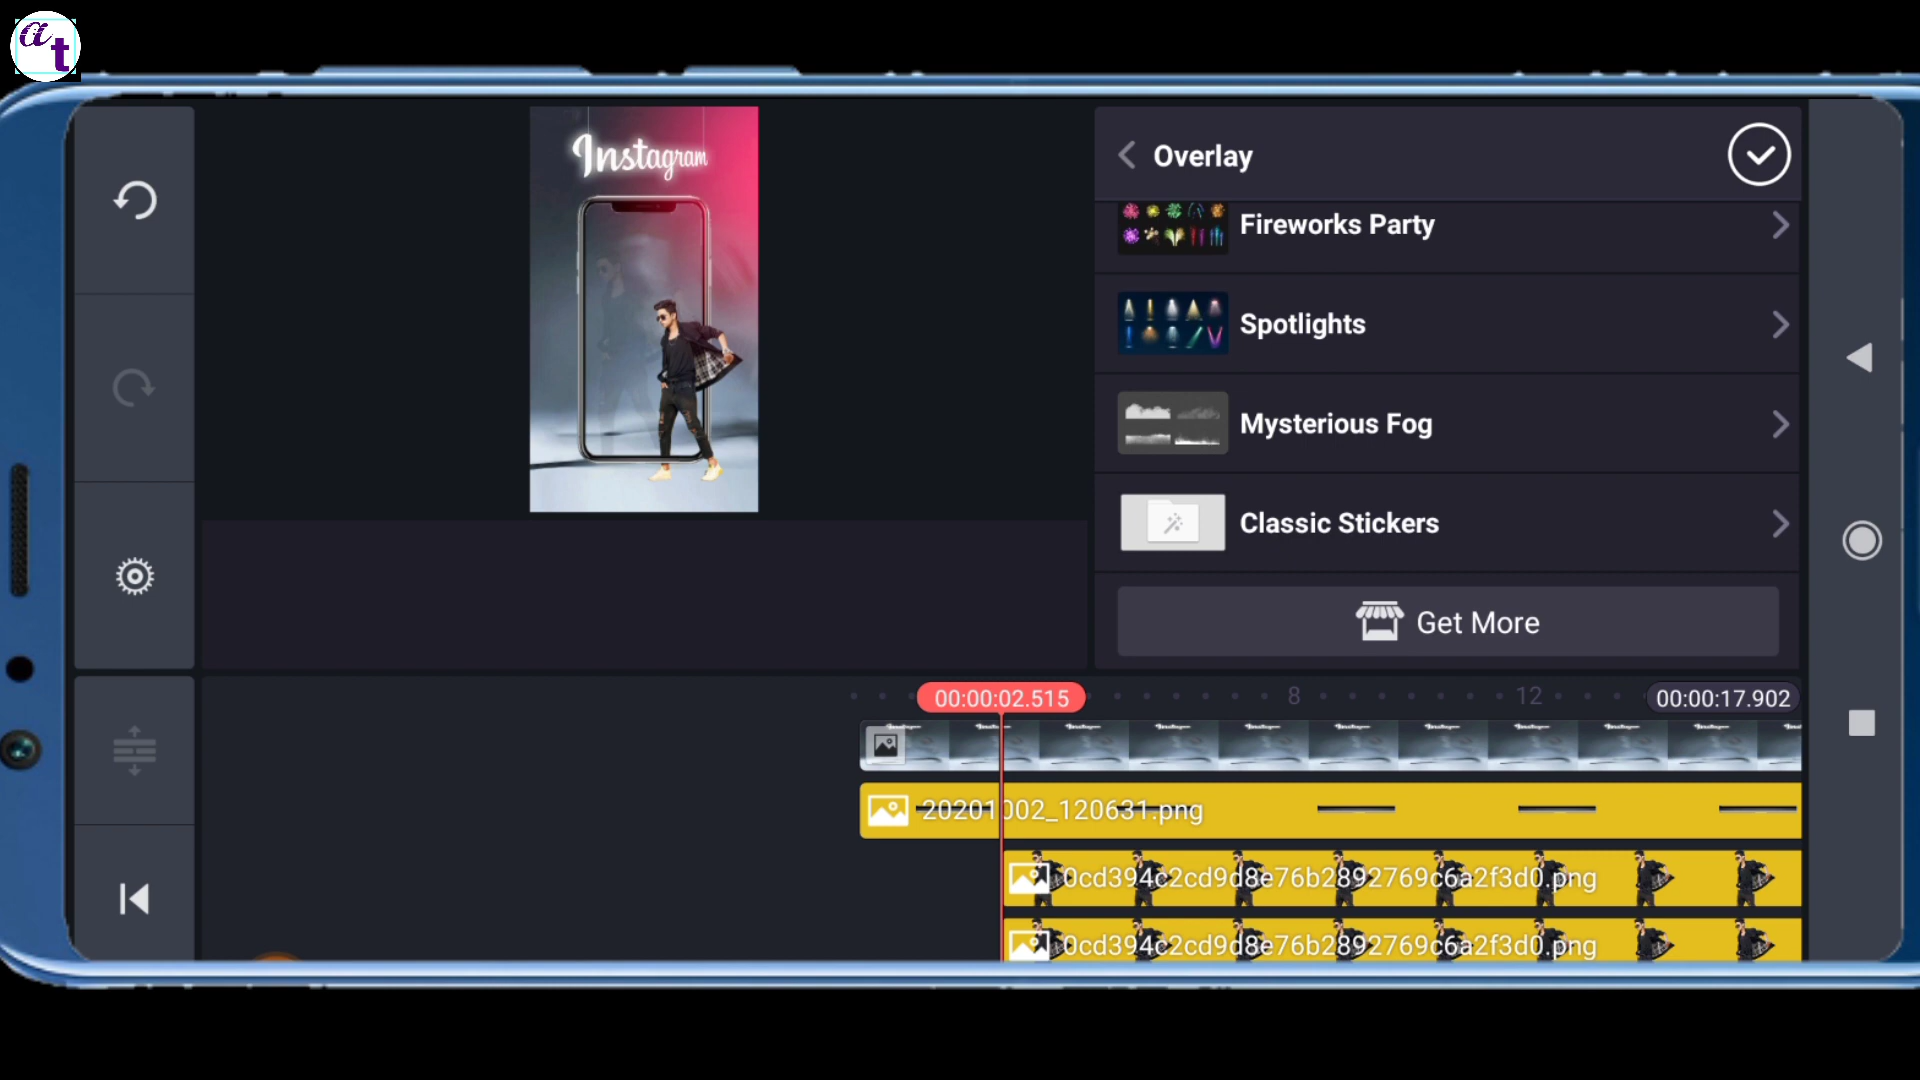 at
Instagram
Overlay
Fireworks Party
Spotlights
Mysterious Fog
Classic Stickers
Get More
00:00:02.515
8
12
00:00:17.902
20201002_120631.png
0cd394c2cd9d8e76b2892769c6a2f3d0.png
0cd394c2cd9d8e76b2892769c6a2f3d0.png